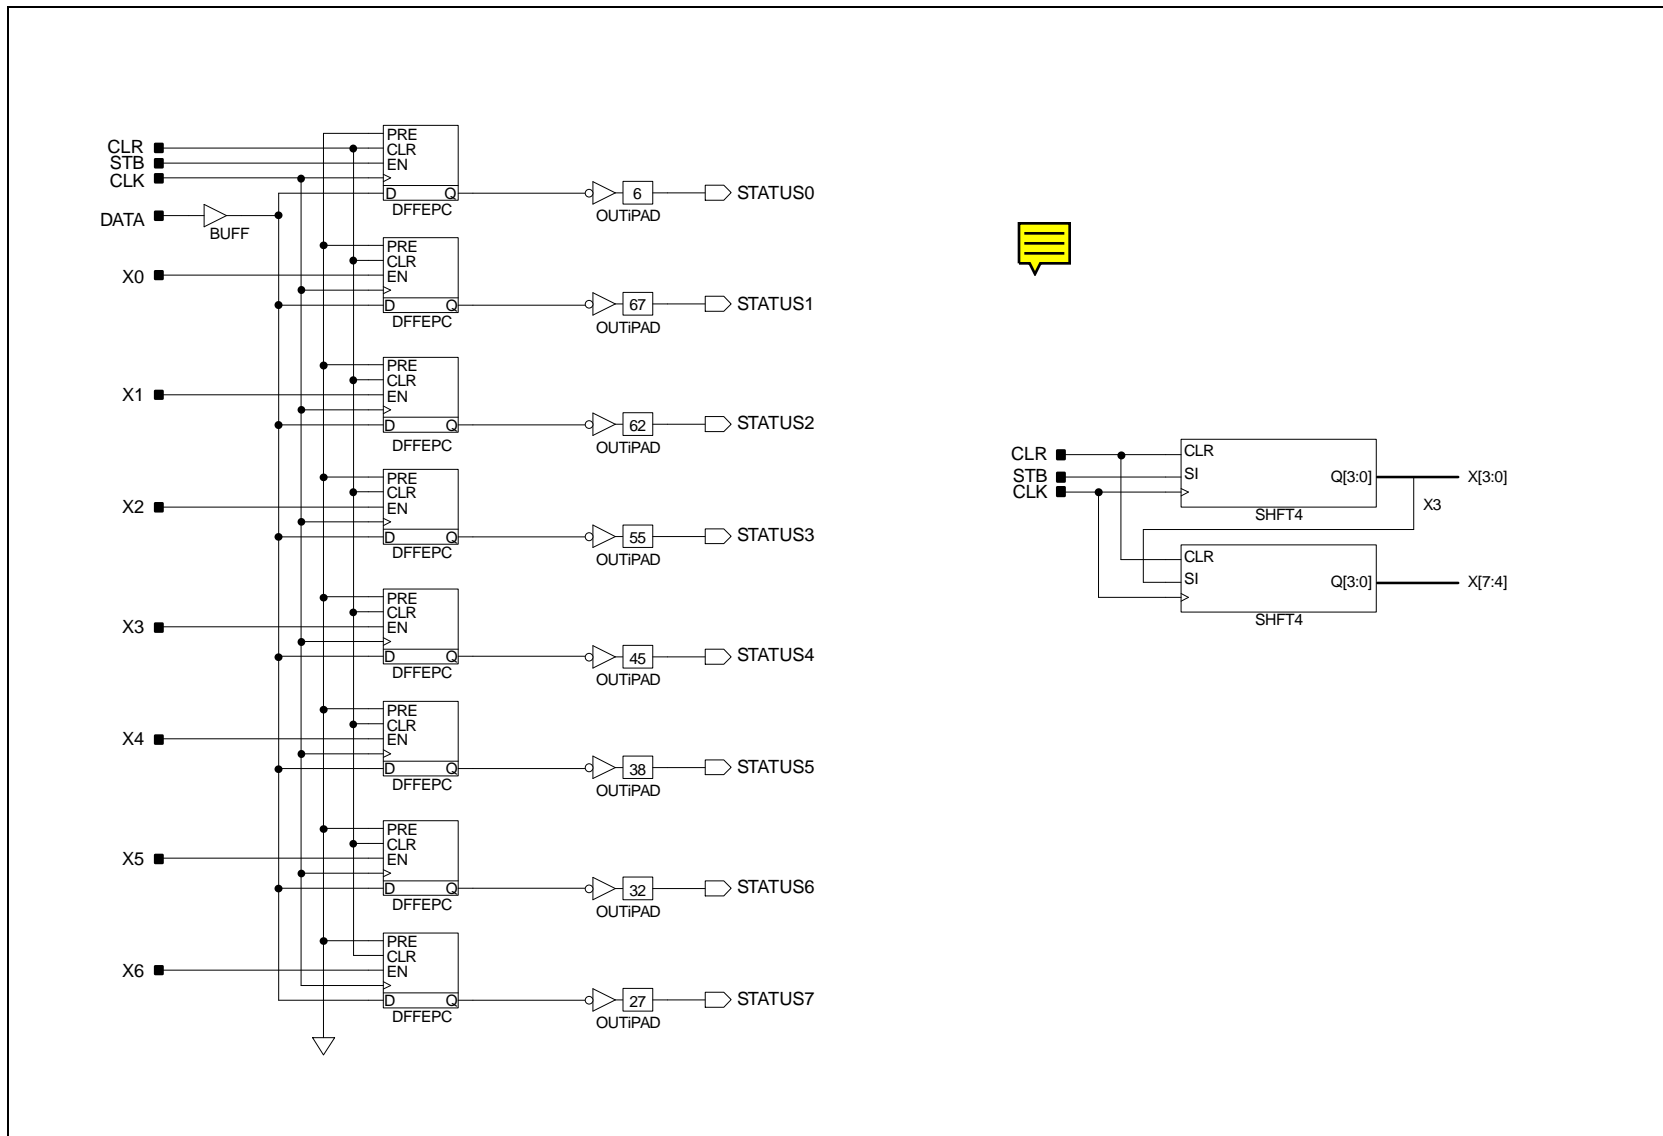 CLR
STB
CLK
DATA
BUFF
PRE
CLR
EN
D Q
DFFEPC
6
OUTiPAD
STATUS0
X0
PRE
CLR
EN
D Q
DFFEPC
67
OUTiPAD
STATUS1
X1
PRE
CLR
EN
D Q
DFFEPC
62
OUTiPAD
STATUS2
X2
PRE
CLR
EN
D Q
DFFEPC
55
OUTiPAD
STATUS3
X3
PRE
CLR
EN
D Q
DFFEPC
45
OUTiPAD
STATUS4
X4
PRE
CLR
EN
D Q
DFFEPC
38
OUTiPAD
STATUS5
X5
PRE
CLR
EN
D Q
DFFEPC
32
OUTiPAD
STATUS6
X6
PRE
CLR
EN
D Q
DFFEPC
27
OUTiPAD
STATUS7
CLR
STB
CLK
CLR
SI
Q[3:0]
SHFT4
X[3:0]
X3
CLR
SI
Q[3:0]
SHFT4
X[7:4]